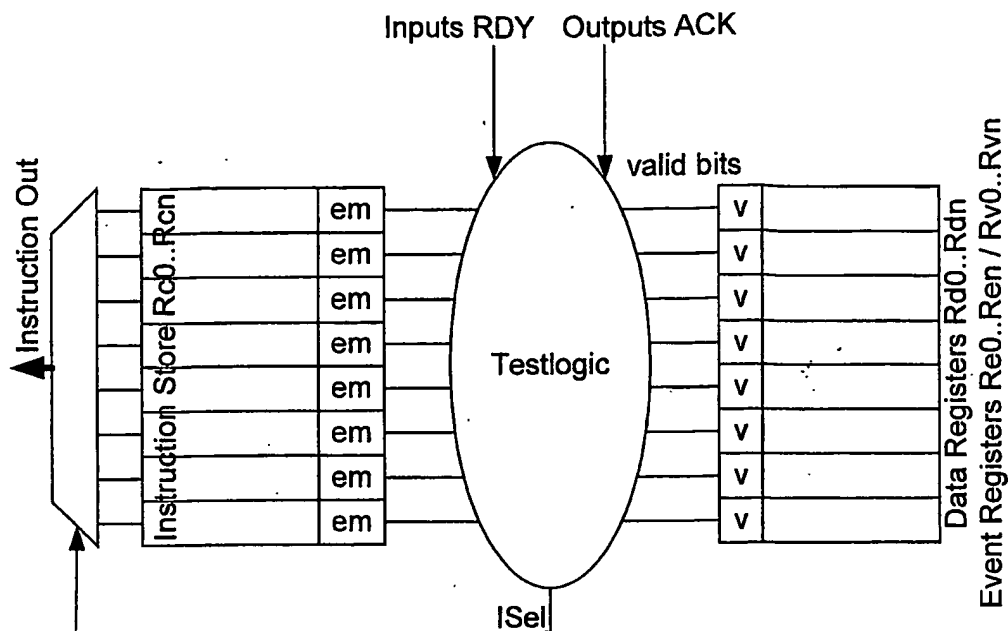 Inputs RDY
Outputs ACK
valid bits
Instruction Out
Instruction Store Rc0..Rcn
em
em
em
em
em
em
em
em
Testlogic
v
v
v
v
v
v
v
v
Data Registers Rd0..Rdn
Event Registers Re0..Ren / Rv0..Rvn
ISel